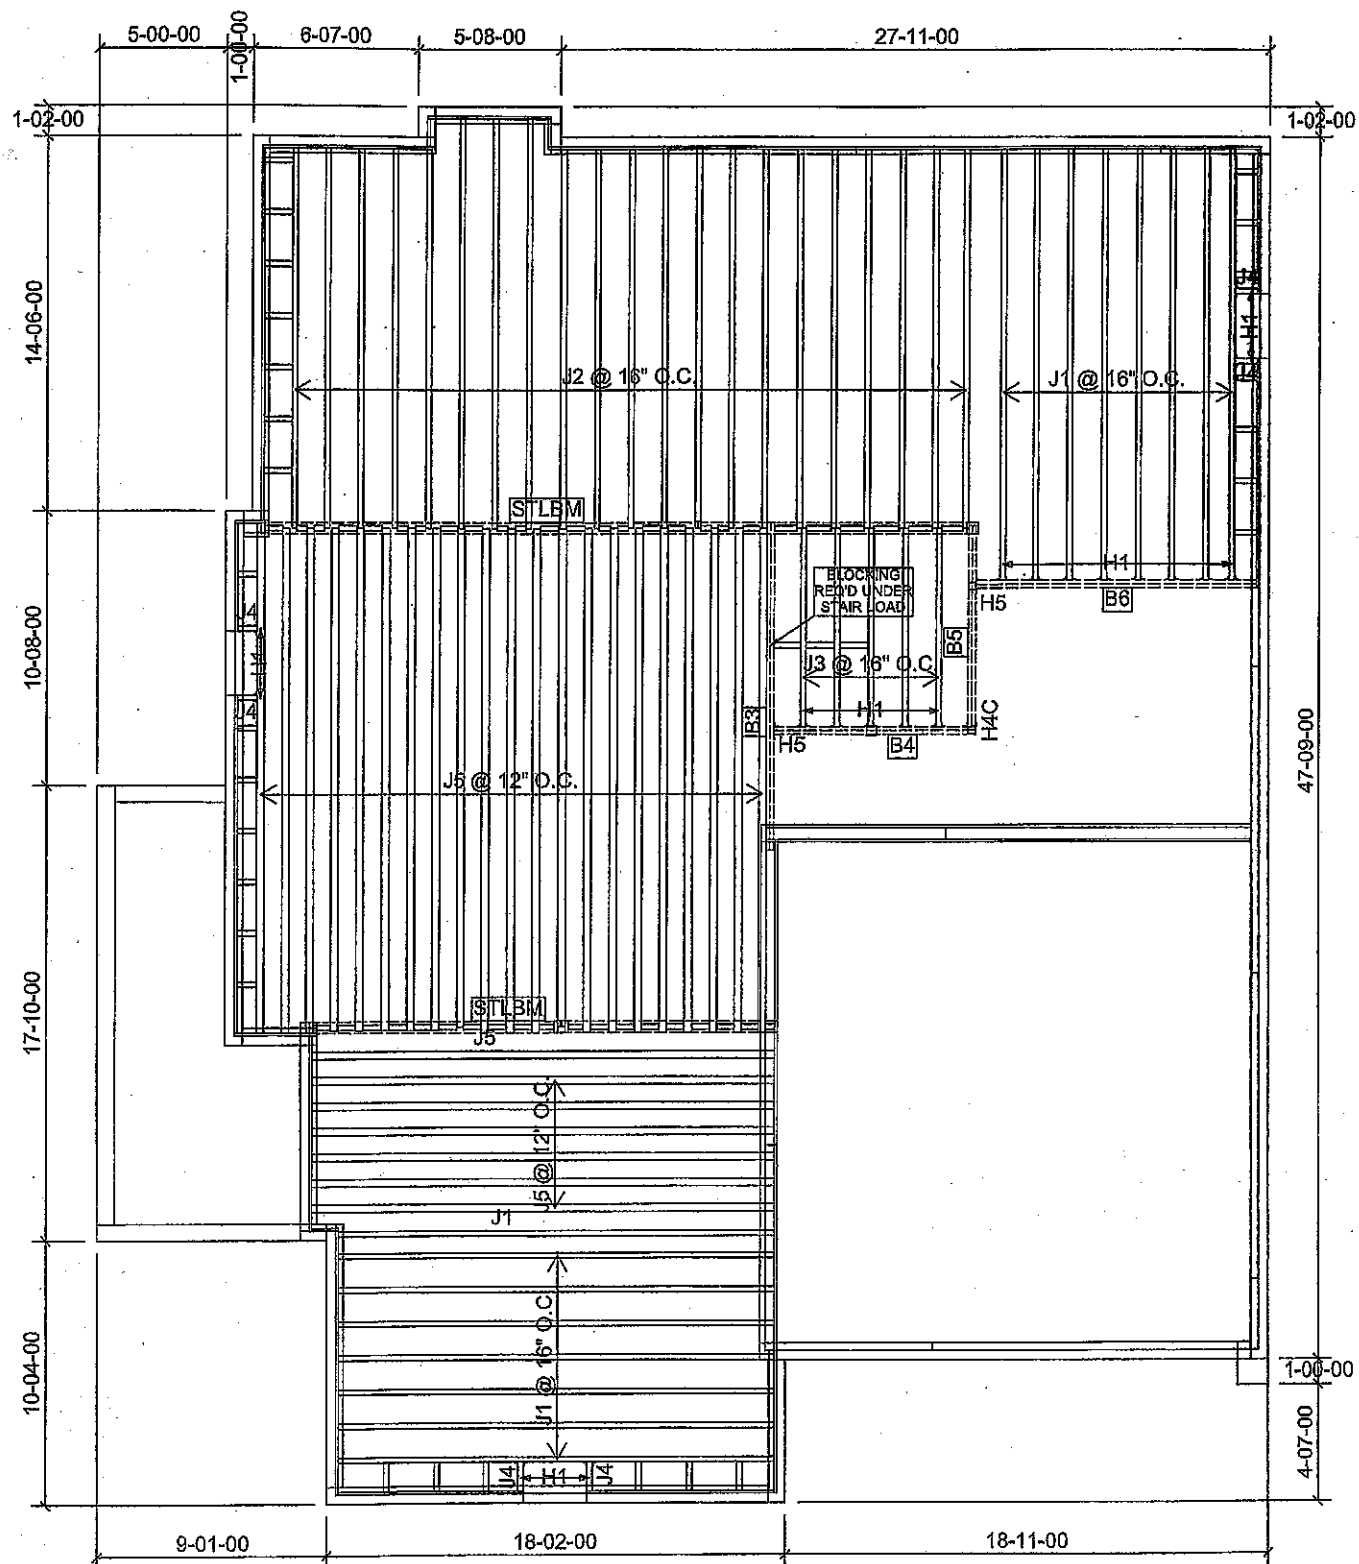 5-00-00
1-00-00
6-07-00
5-08-00
27-11-00
1-02-00
1-02-00
14-06-00
J4
H1
J4
J2 @ 16" O.C.
J1 @ 16" O.C.
STLBM
BLOCKING
REQ'D UNDER
STAIR LOAD
H1
H5
B6
10-08-00
J4
H1
J4
B5
J3 @ 16" O.C.
H1
B3
H5
B4
H4C
47-09-00
J5 @ 12" O.C.
17-10-00
STLBM
J5
J5 @ 12" O.C.
J1
J1 @ 16" O.C
10-04-00
1-00-00
4-07-00
J4
H1
J4
9-01-00
18-02-00
18-11-00